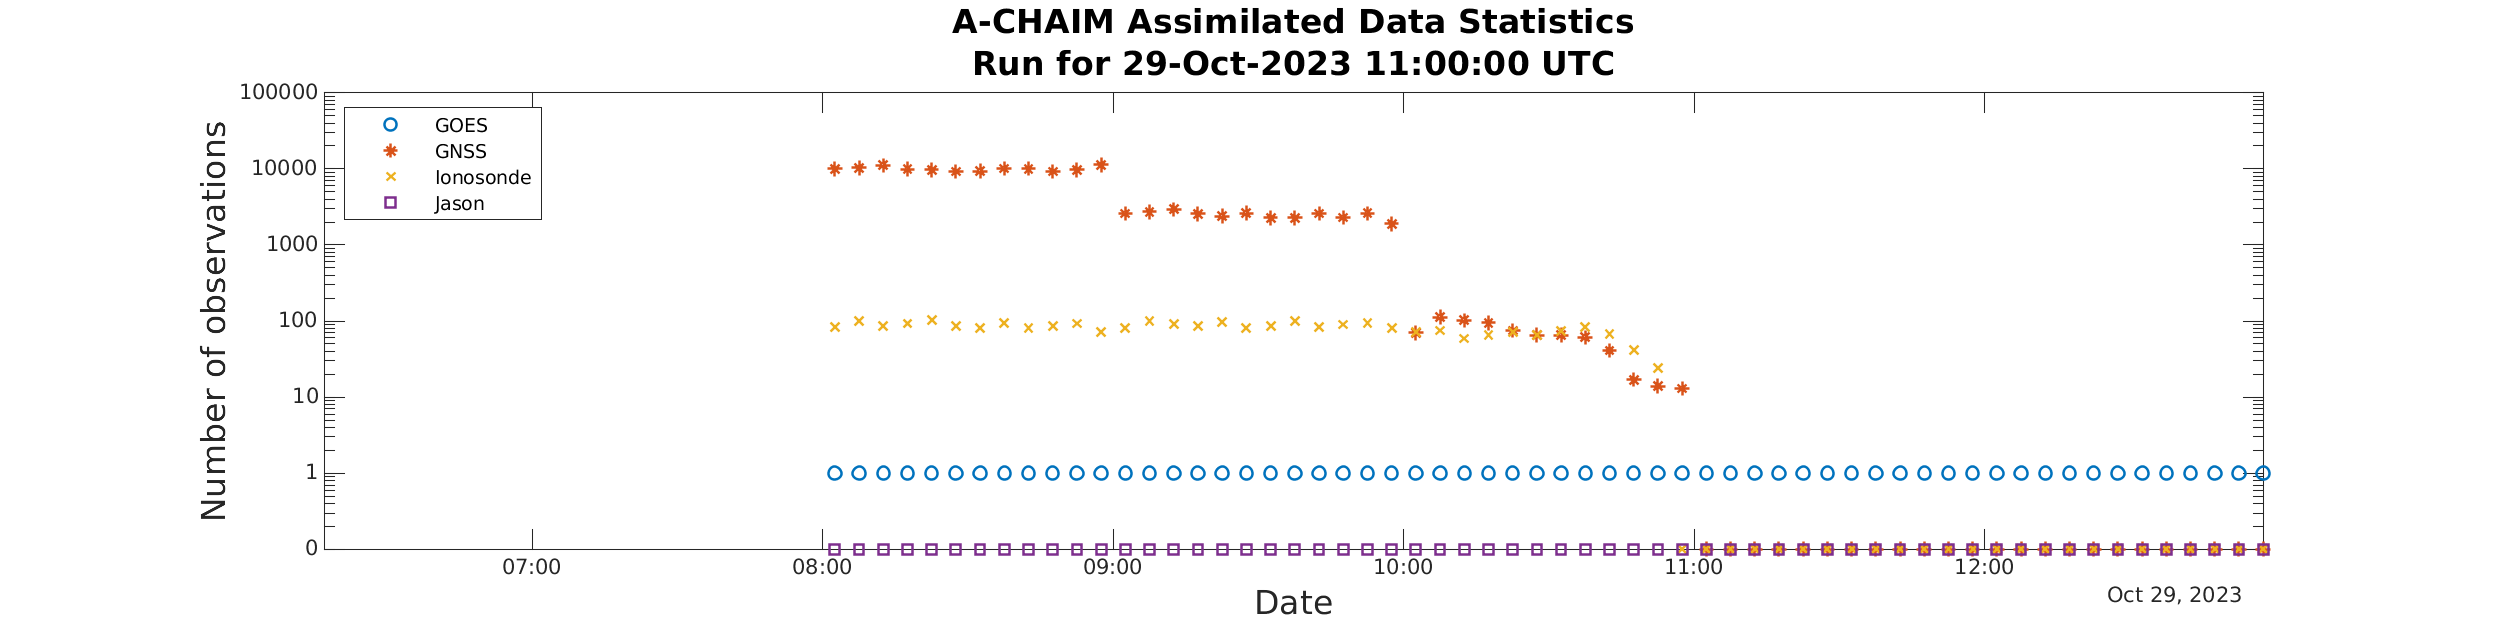 A-CHAIM Assimilated Data Statistics
Run for 29-Oct-2023 11:00:00 UTC
100000
10000
1000
100
10
1
0
Number of observations
GOES
GNSS
Ionosonde
Jason
07:00
08:00
09:00
10:00
11:00
12:00
Date
Oct 29, 2023